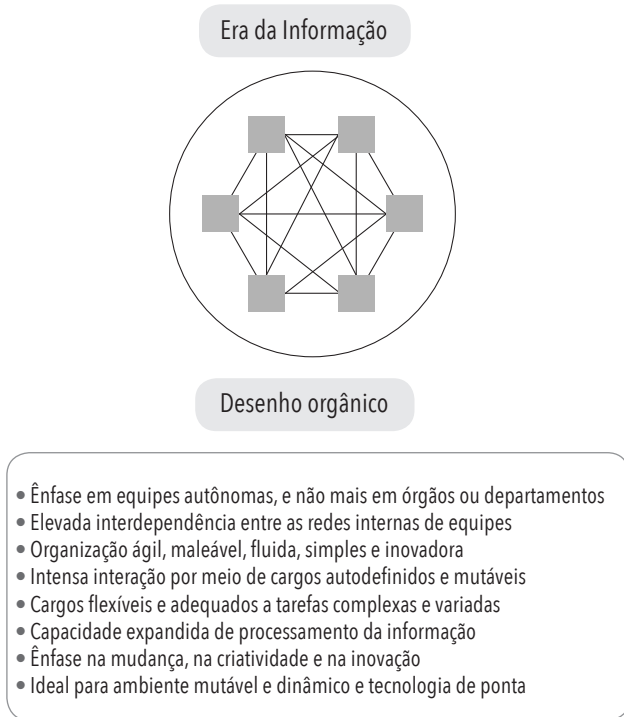 Era da Informação
Desenho orgânico
• Ênfase em equipes autônomas, e não mais em órgãos ou departamentos
• Elevada interdependência entre as redes internas de equipes
• Organização ágil, maleável, fluida, simples e inovadora
• Intensa interação por meio de cargos autodefinidos e mutáveis
• Cargos flexíveis e adequados a tarefas complexas e variadas
• Capacidade expandida de processamento da informação
• Ênfase na mudança, na criatividade e na inovação
• Ideal para ambiente mutável e dinâmico e tecnologia de ponta